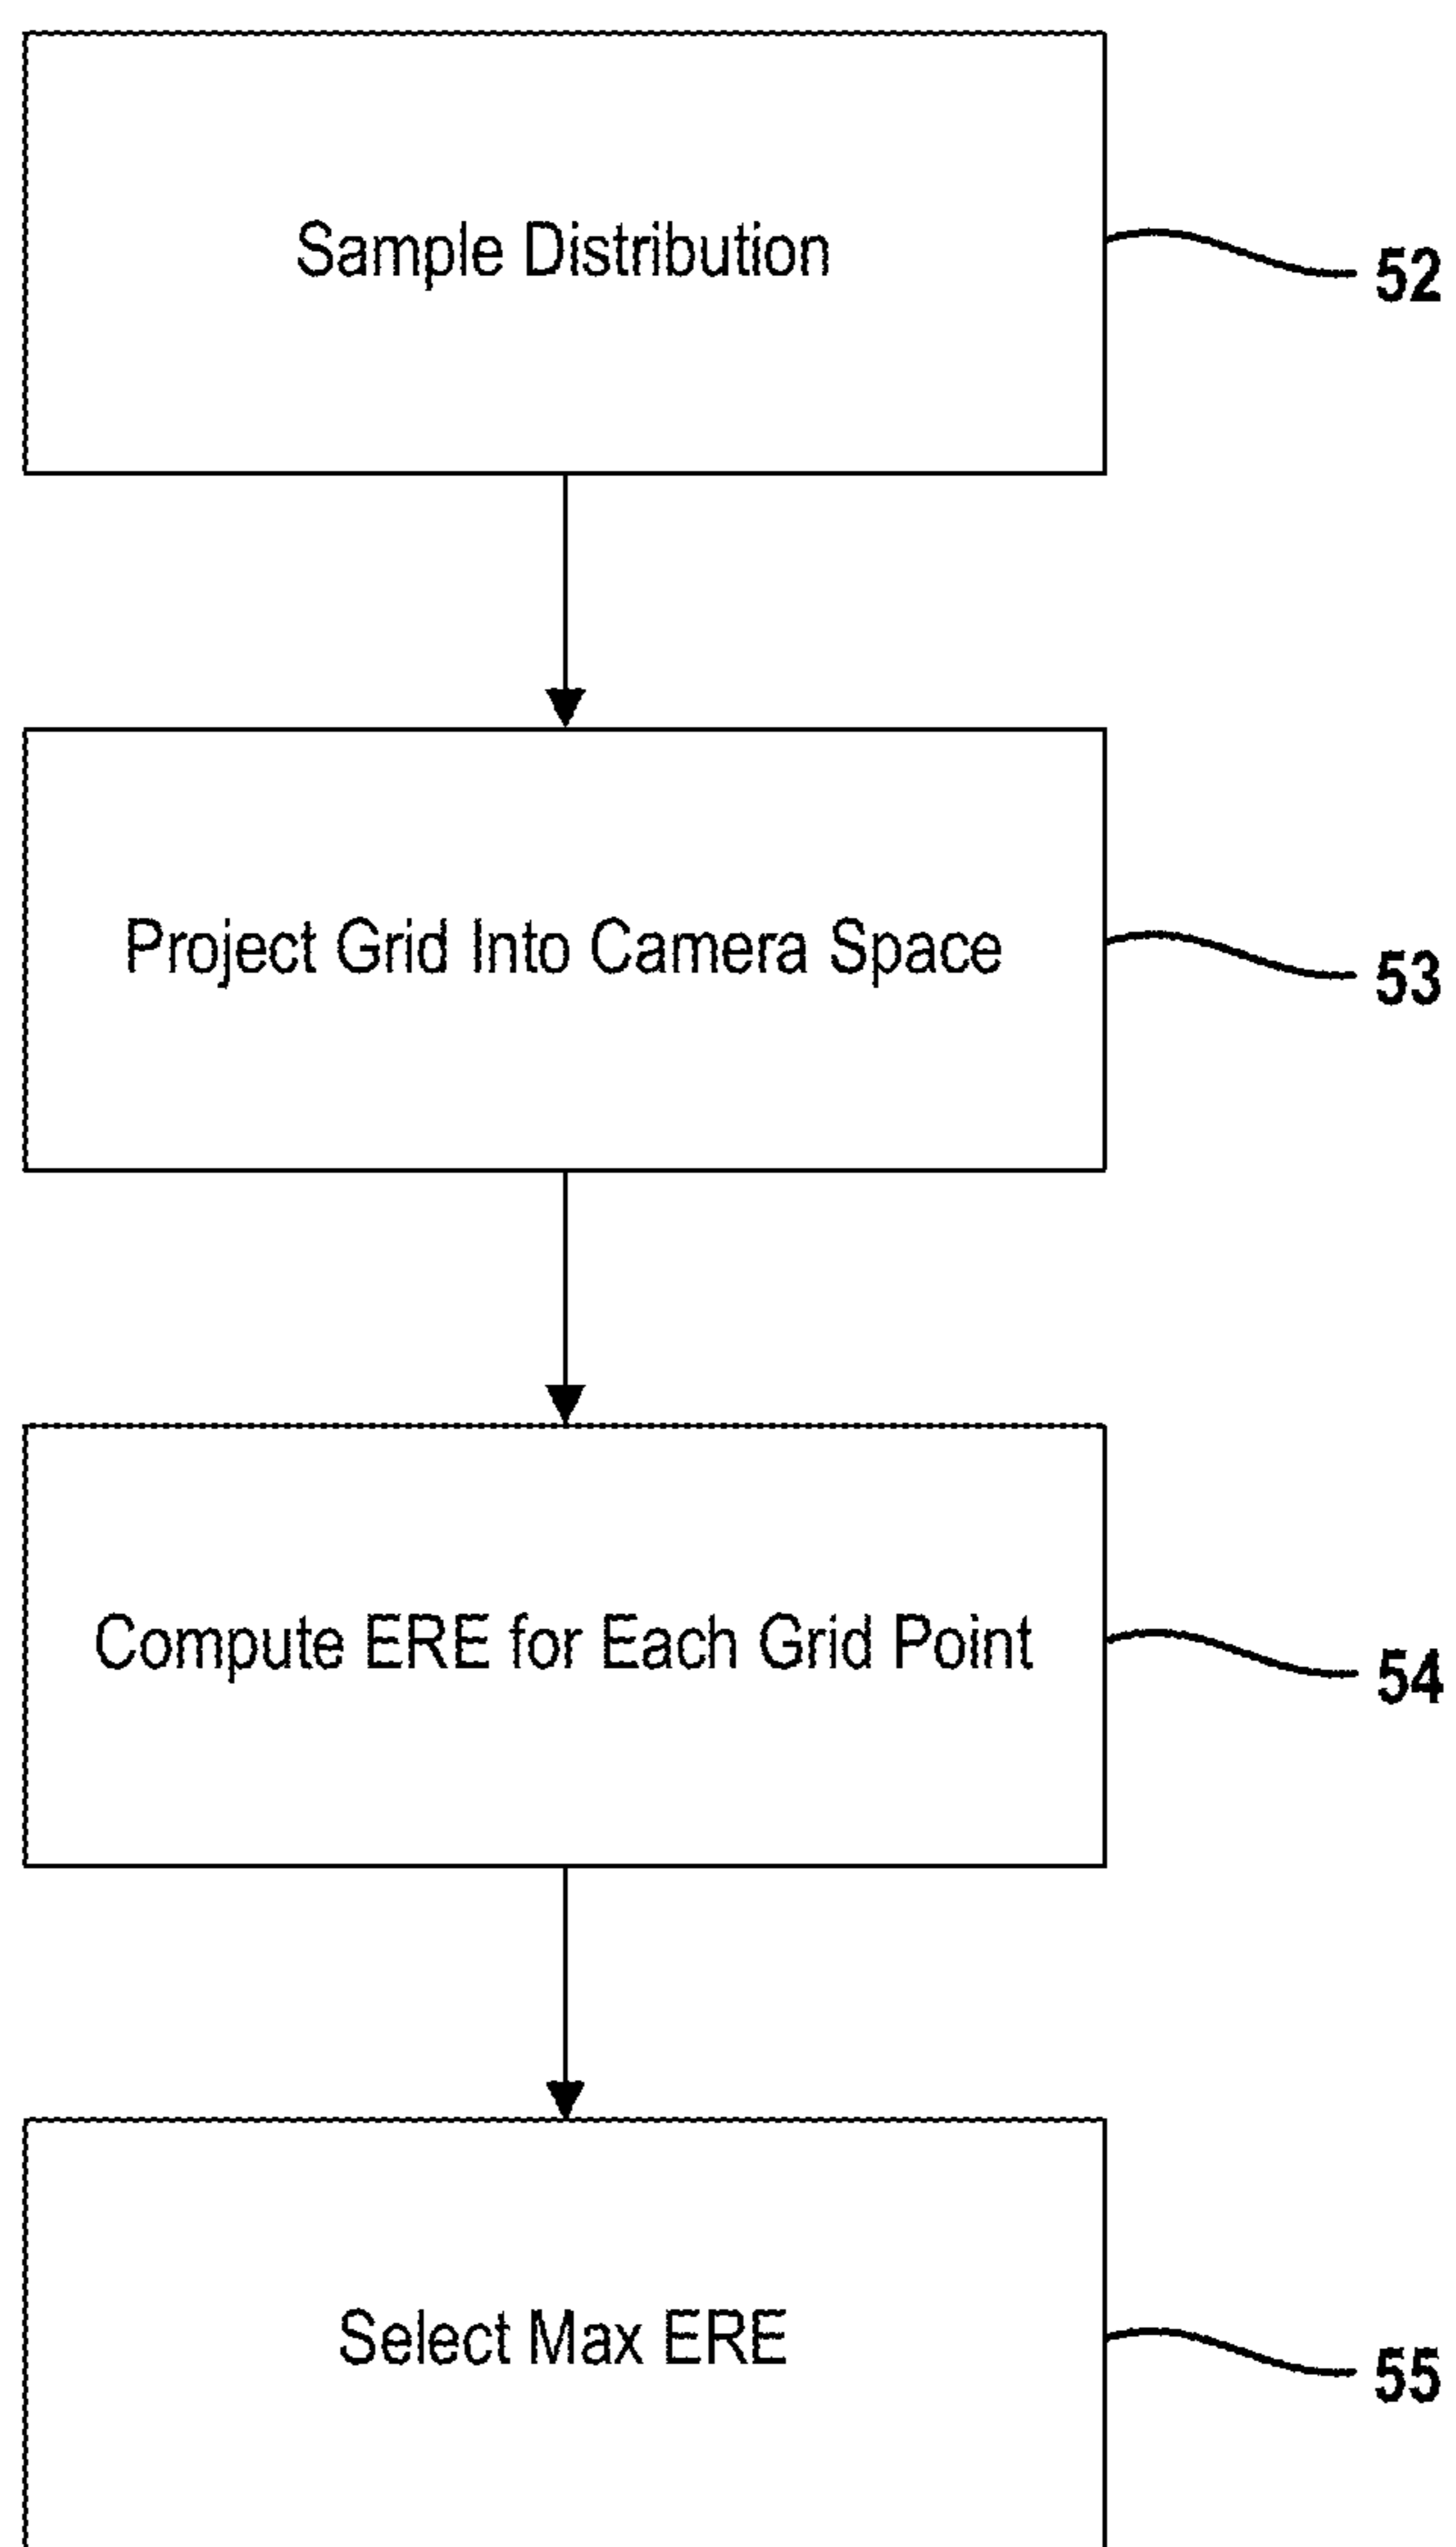 Sample Distribution
52
Project Grid Into Camera Space
53
Compute ERE for Each Grid Point
54
Select Max ERE
55